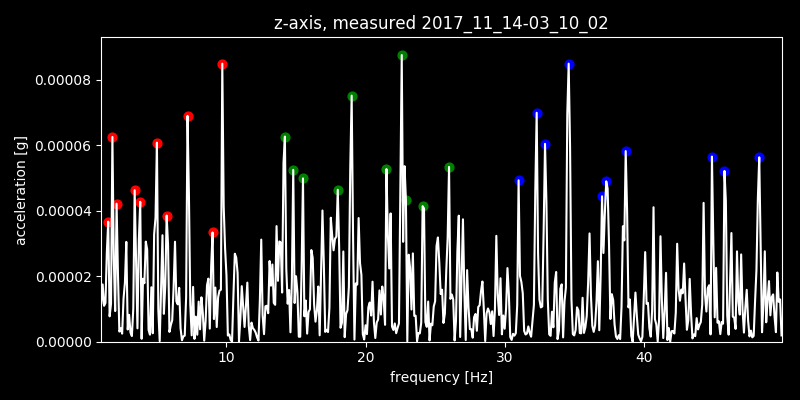 z-axis, measured 2017_11_14-03_10_02
0.00008
0.00006
0.00004
0.00002
0.00000
acceleration [g]
10 20 30 40
frequency [Hz]